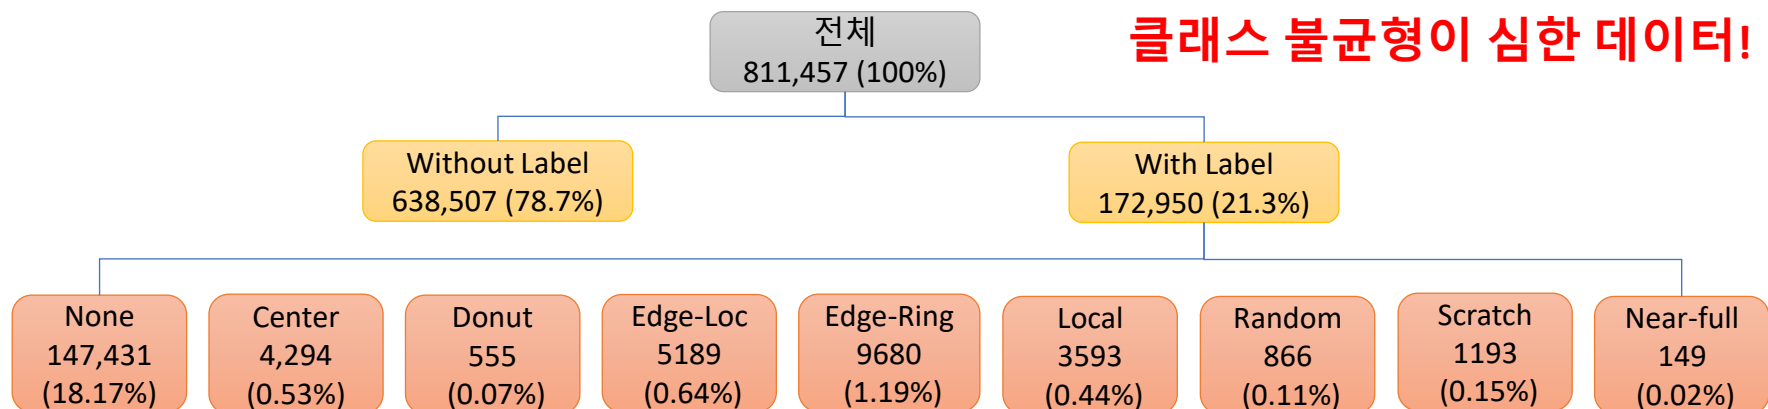 전체
811,457 (100%)
클래스 불균형이 심한 데이터!
Without Label
638,507 (78.7%)
With Label
172,950 (21.3%)
None
147,431
(18.17%)
Center
4,294
(0.53%)
Donut
555
(0.07%)
Edge-Loc
5189
(0.64%)
Edge-Ring
9680
(1.19%)
Local
3593
(0.44%)
Random
866
(0.11%)
Scratch
1193
(0.15%)
Near-full
149
(0.02%)